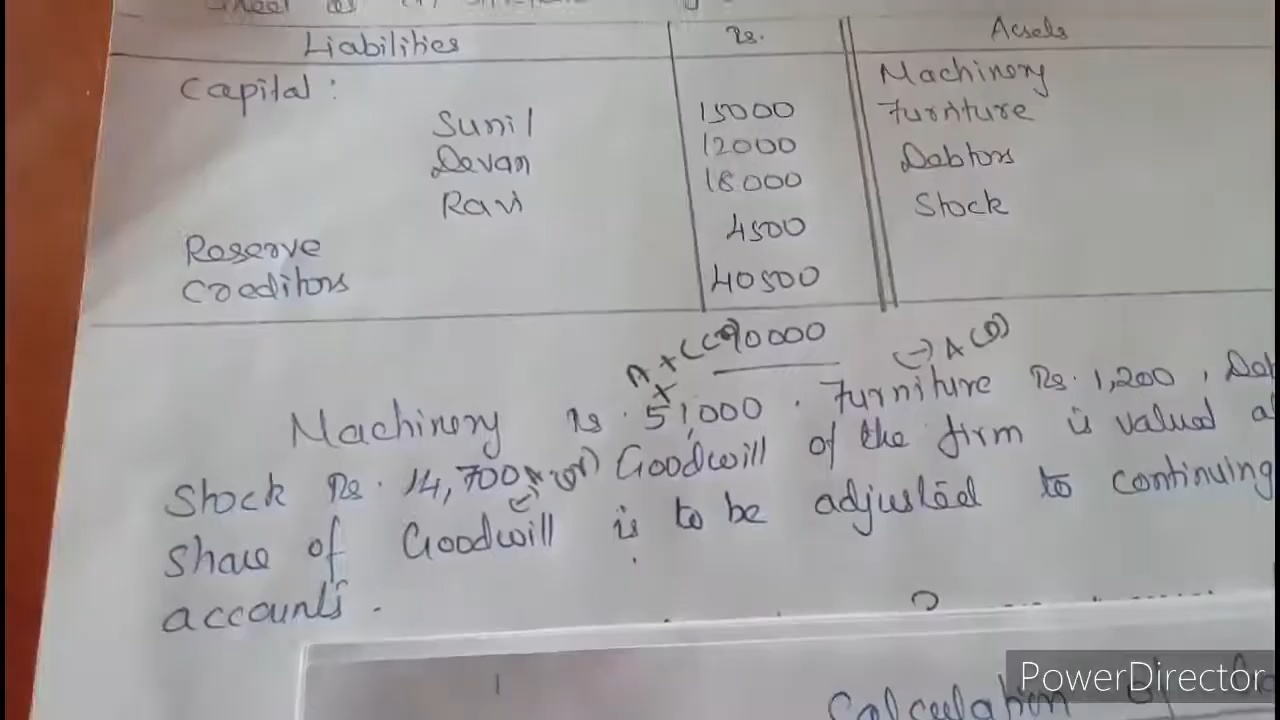 Liabilities Rs. Assets
Capital : Machinery
Sunil 15000 Furniture
Devan 12000 Debtors
Ravi 18000 Stock
Reserve 4500
Creditors 40500
90000
Machinery Rs. 51,000 . Furniture Rs. 1,200 ,
Stock Rs. 14,700 Goodwill of the firm is valued
Share of Goodwill is to be adjusted to continuing
accounts .
Calculation of
PowerDirector